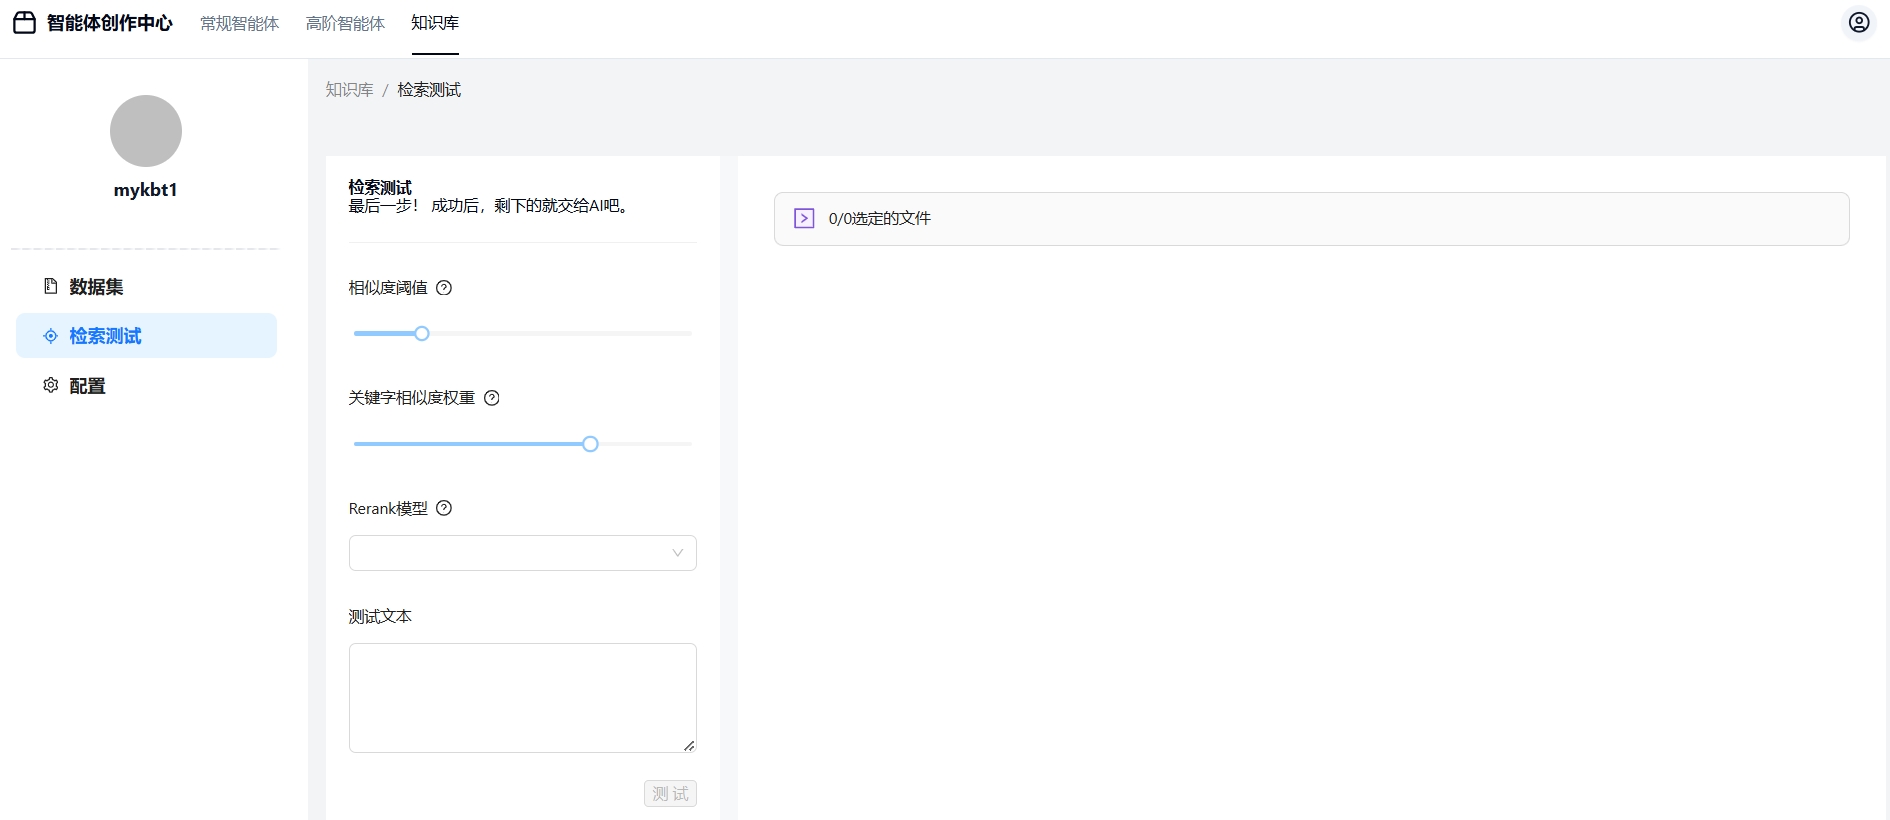 智能体创作中心 常规智能体 高阶智能体 知识库
mykbt1
数据集
检索测试
配置
知识库 / 检索测试
检索测试
最后一步! 成功后，剩下的就交给AI吧。
相似度阈值
关键字相似度权重
Rerank模型
测试文本
测 试
0/0选定的文件